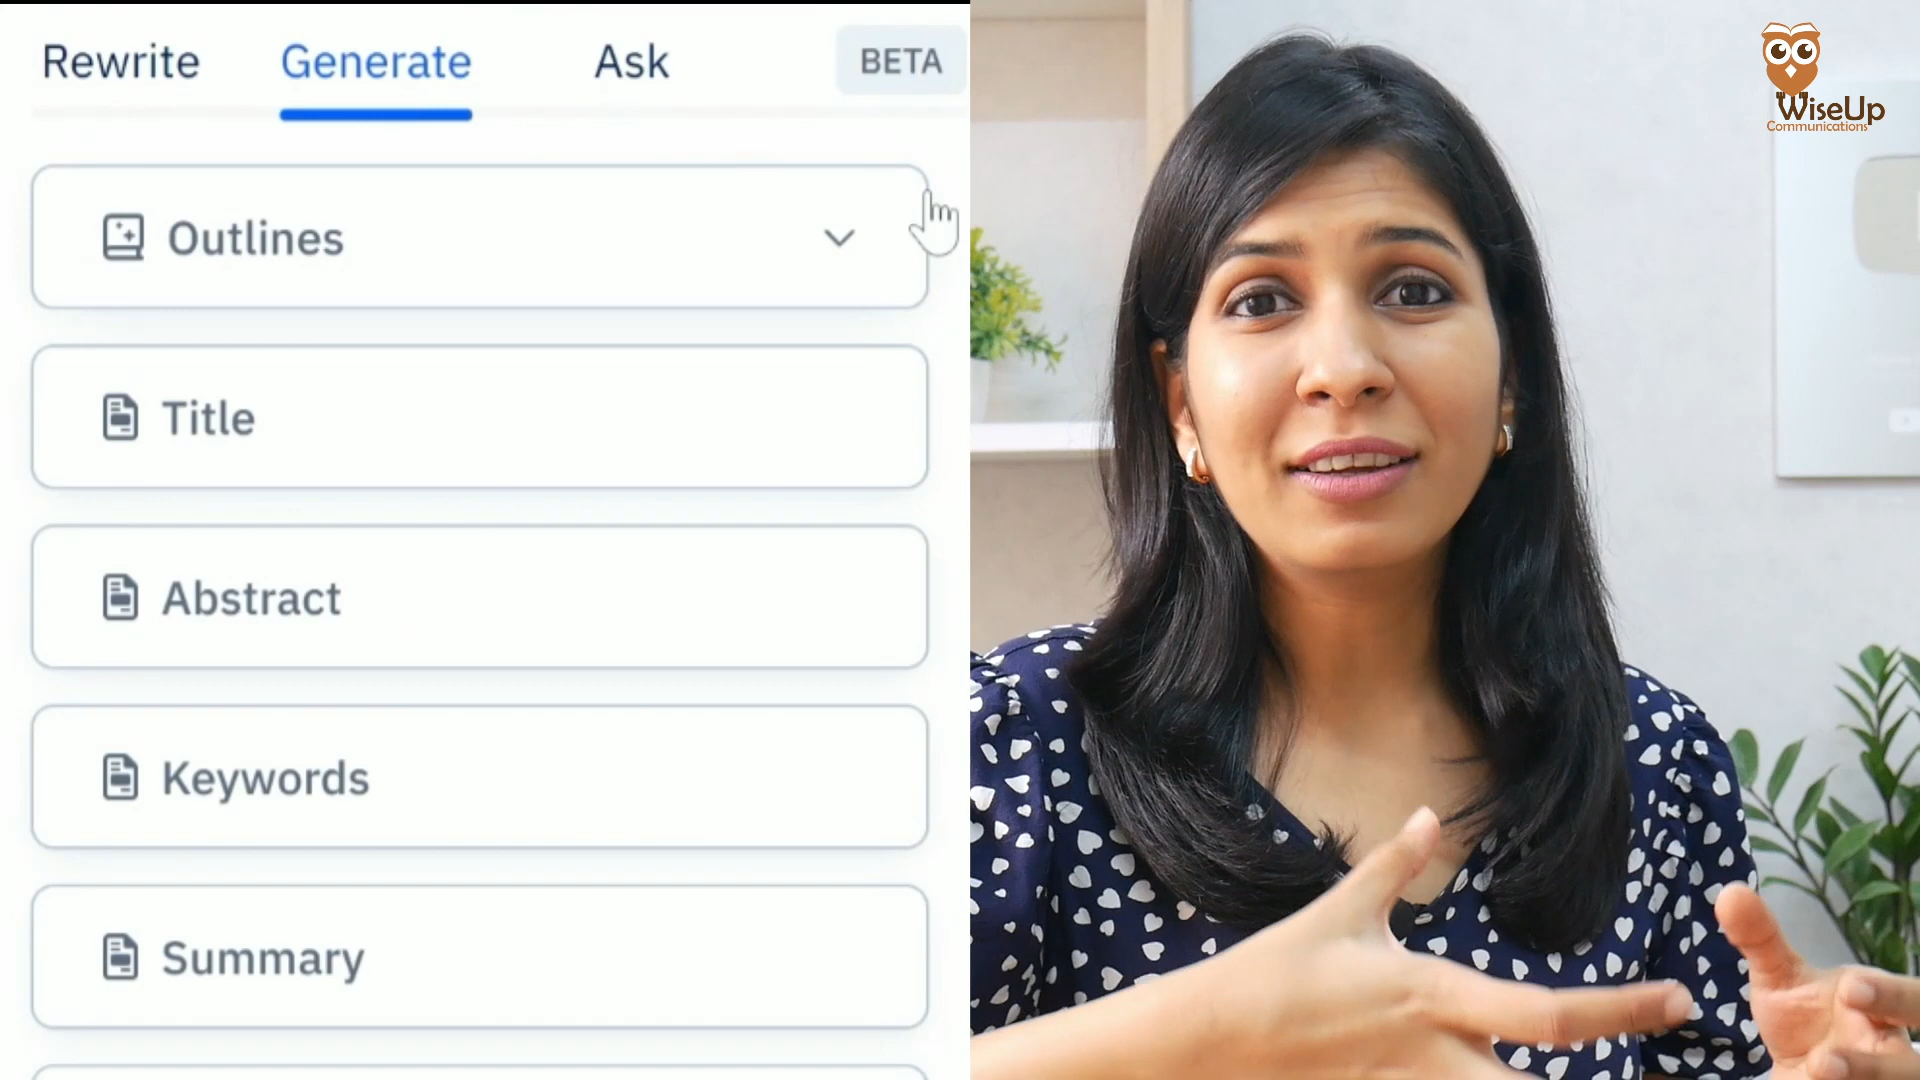 Rewrite
Generate
Ask
BETA
Outlines
Title
Abstract
Keywords
Summary
WiseUp
Communications